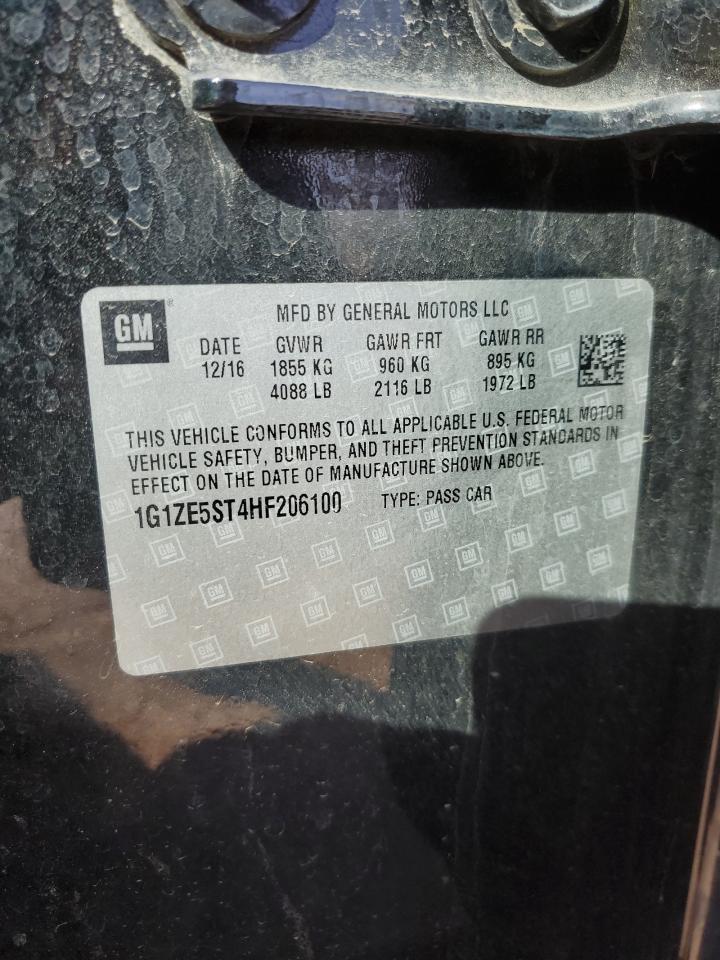 GM
MFD BY GENERAL MOTORS LLC
DATE GVWR GAWR FRT GAWR RR
12/16 1855 KG 960 KG 895 KG
4088 LB 2116 LB 1972 LB
THIS VEHICLE CONFORMS TO ALL APPLICABLE U.S. FEDERAL MOTOR
VEHICLE SAFETY, BUMPER, AND THEFT PREVENTION STANDARDS IN
EFFECT ON THE DATE OF MANUFACTURE SHOWN ABOVE.
1G1ZE5ST4HF206100 TYPE: PASS CAR